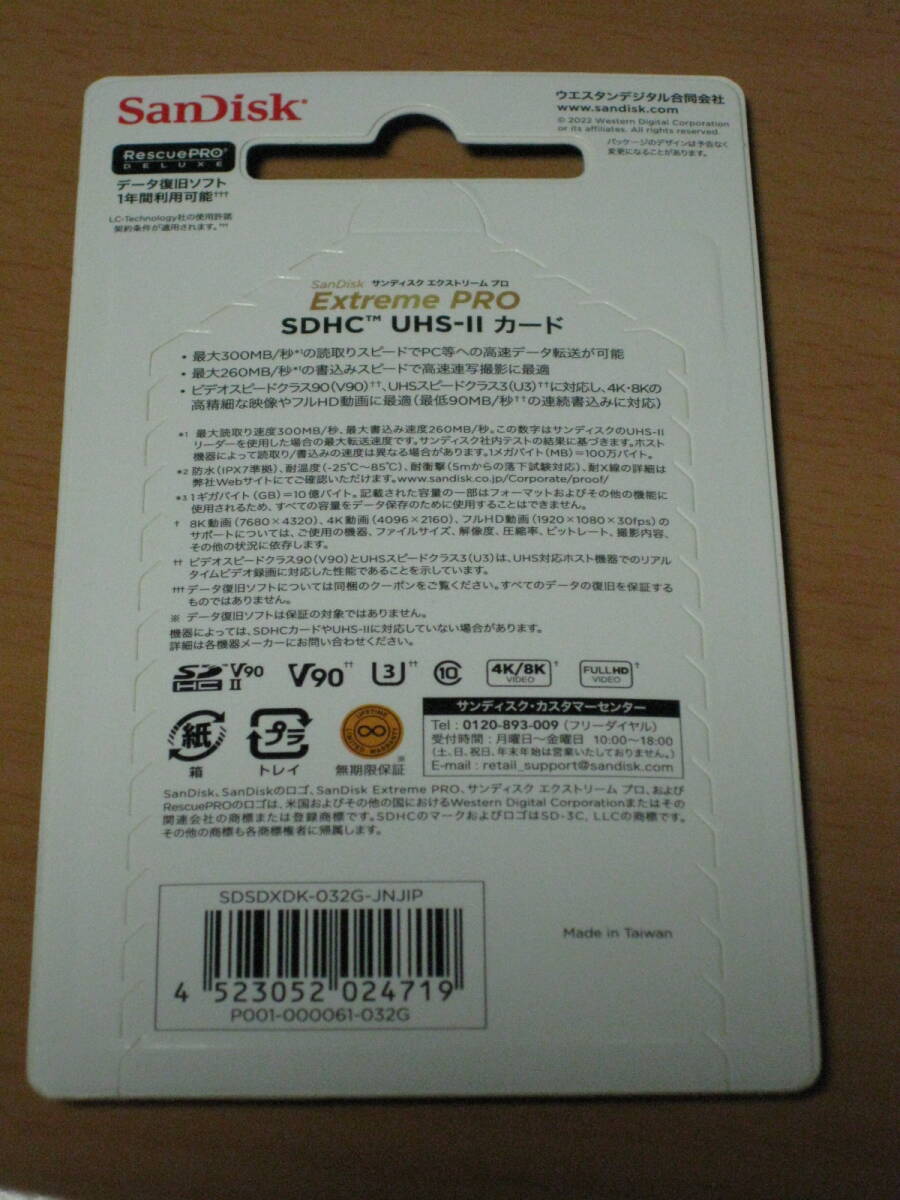 SanDisk
ウエスタンデジタル合同会社
www.sandisk.com
© 2022 Western Digital Corporation
or its affiliates. All rights reserved.
パッケージのデザインは予告なく
変更になることがあります。
RescuePRO®
DELUXE
データ復旧ソフト
1年間利用可能†††
LC-Technology社の使用許諾
契約条件が適用されます。†††
SanDisk サンディスク エクストリーム プロ
Extreme PRO
SDHC™ UHS-II カード
・最大300MB/秒*¹の読取りスピードでPC等への高速データ転送が可能
・最大260MB/秒*¹の書込みスピードで高速連写撮影に最適
・ビデオスピードクラス90(V90)††、UHSスピードクラス3(U3)††に対応し、4K・8Kの
高精細な映像やフルHD動画に最適(最低90MB/秒††の連続書込みに対応)
*1 最大読取り速度300MB/秒、最大書込み速度260MB/秒。この数字はサンディスクのUHS-II
リーダーを使用した場合の最大転送速度です。サンディスク社内テストの結果に基づきます。ホスト
機器によって読取り/書込みの速度は異なる場合があります。1メガバイト(MB)=100万バイト。
*2 防水(IPX7準拠)、耐温度(-25℃~85℃)、耐衝撃(5mからの落下試験対応)、耐X線の詳細は
弊社Webサイトにてご確認いただけます。www.sandisk.co.jp/Corporate/proof/
*3 1ギガバイト(GB)=10億バイト。記載された容量の一部はフォーマットおよびその他の機能に
使用されるため、すべての容量をデータ保存のために使用することはできません。
† 8K動画(7680×4320)、4K動画(4096×2160)、フルHD動画(1920×1080×30fps)の
サポートについては、ご使用の機器、ファイルサイズ、解像度、圧縮率、ビットレート、撮影内容、
その他の状況に依存します。
†† ビデオスピードクラス90(V90)とUHSスピードクラス3(U3)は、UHS対応ホスト機器でのリアル
タイムビデオ録画に対応した性能であることを示しています。
††† データ復旧ソフトについては同梱のクーポンをご覧ください。すべてのデータの復旧を保証する
ものではありません。
※ データ復旧ソフトは保証の対象ではありません。
機器によっては、SDHCカードやUHS-IIに対応していない場合があります。
詳細は各機器メーカーにお問い合わせください。
SD HC™ II V90 V90†† U3†† 10 4K/8K VIDEO† FULL HD VIDEO†
紙 プラ LIFETIME LIMITED WARRANTY
箱 トレイ 無期限保証※
サンディスク・カスタマーセンター
Tel : 0120-893-009 (フリーダイヤル)
受付時間 : 月曜日~金曜日 10:00~18:00
(土、日、祝日、年末年始は営業いたしておりません。)
E-mail : retail_support@sandisk.com
SanDisk、SanDiskのロゴ、SanDisk Extreme PRO、サンディスク エクストリーム プロ、および
RescuePROのロゴは、米国およびその他の国におけるWestern Digital Corporationまたはその
関連会社の商標または登録商標です。SDHCのマークおよびロゴはSD-3C, LLCの商標です。
その他の商標も各商標権者に帰属します。
SDSDXDK-032G-JNJIP
4 523052 024719
P001-000061-032G
Made in Taiwan